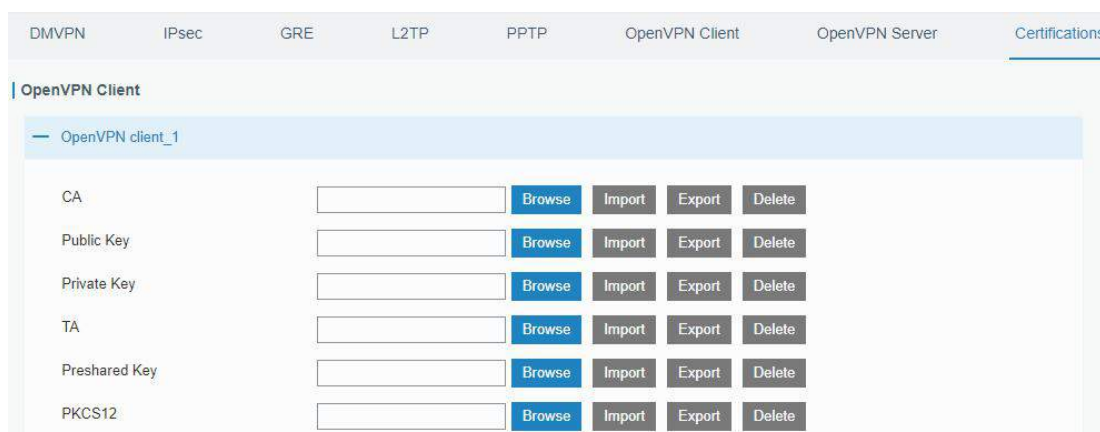 DMVPN IPsec GRE L2TP PPTP OpenVPN Client OpenVPN Server Certifications
OpenVPN Client
OpenVPN client_1
CA Browse Import Export Delete
Public Key Browse Import Export Delete
Private Key Browse Import Export Delete
TA Browse Import Export Delete
Preshared Key Browse Import Export Delete
PKCS12 Browse Import Export Delete